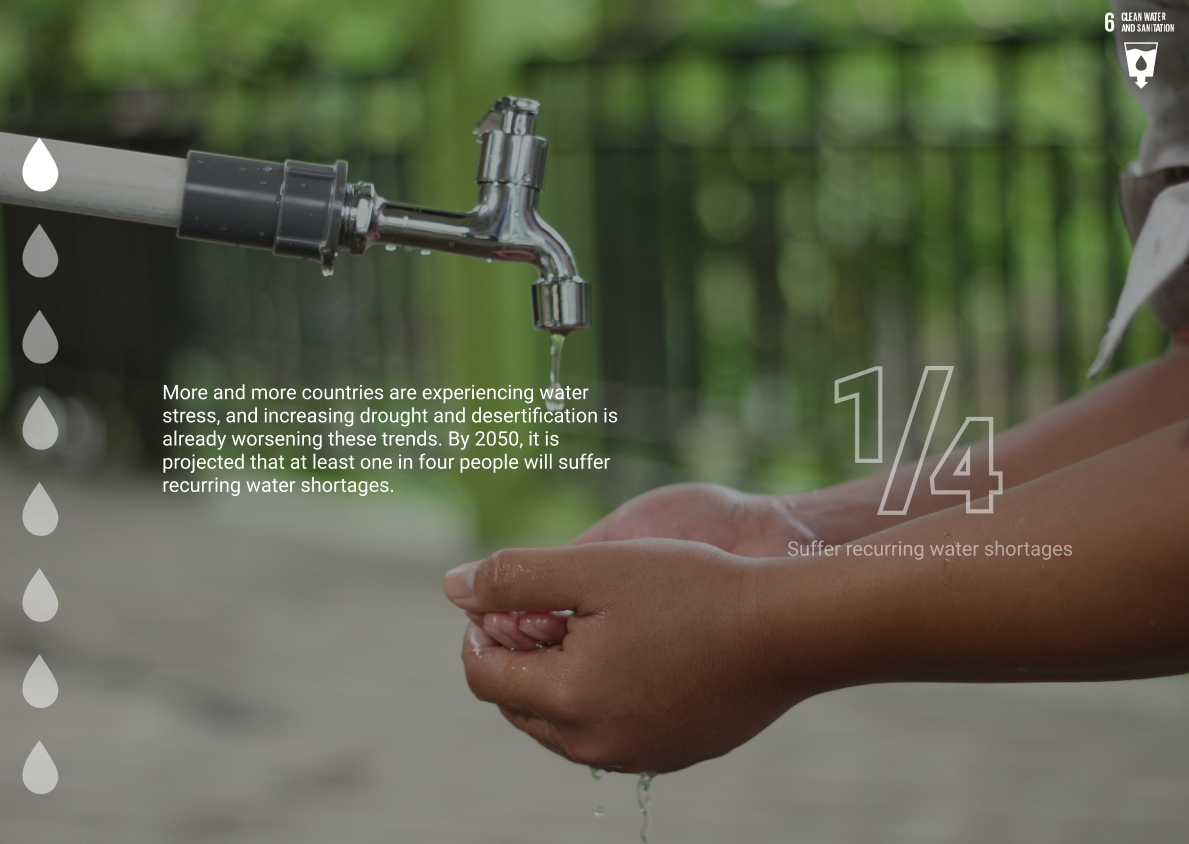 6 CLEAN WATER
AND SANITATION
More and more countries are experiencing water
stress, and increasing drought and desertification is
already worsening these trends. By 2050, it is
projected that at least one in four people will suffer
recurring water shortages.
1/4
Suffer recurring water shortages